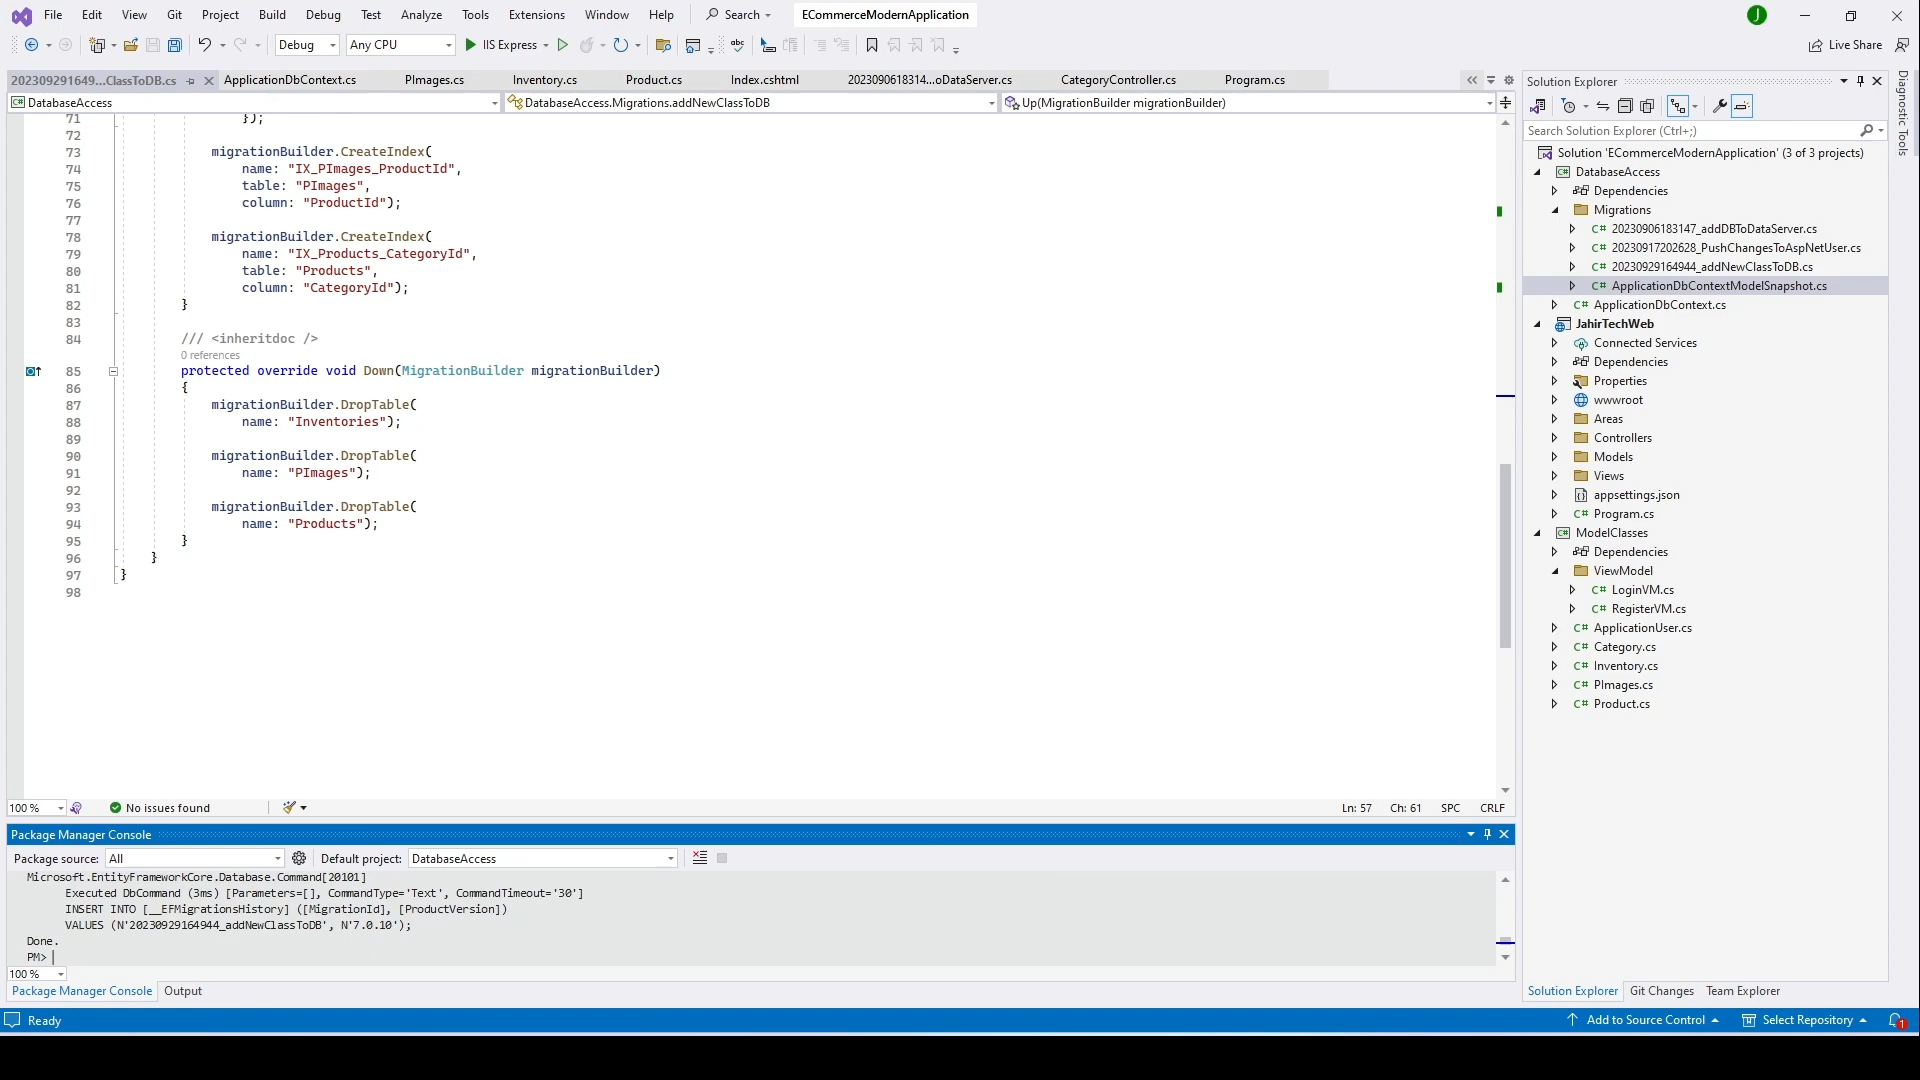 File Edit View Git Project Build Debug Test Analyze Tools Extensions Window Help Search ECommerceModernApplication J
Debug Any CPU IIS Express Live Share
202309291649...ClassToDB.cs ApplicationDbContext.cs PImages.cs Inventory.cs Product.cs Index.cshtml 2023090618314...oDataServer.cs CategoryController.cs Program.cs
DatabaseAccess DatabaseAccess.Migrations.addNewClassToDB Up(MigrationBuilder migrationBuilder)
71 });
72
73 migrationBuilder.CreateIndex(
74 name: "IX_PImages_ProductId",
75 table: "PImages",
76 column: "ProductId");
77
78 migrationBuilder.CreateIndex(
79 name: "IX_Products_CategoryId",
80 table: "Products",
81 column: "CategoryId");
82 }
83
84 /// <inheritdoc />
0 references
85 protected override void Down(MigrationBuilder migrationBuilder)
86 {
87 migrationBuilder.DropTable(
88 name: "Inventories");
89
90 migrationBuilder.DropTable(
91 name: "PImages");
92
93 migrationBuilder.DropTable(
94 name: "Products");
95 }
96 }
97 }
98
100 % No issues found Ln: 57 Ch: 61 SPC CRLF
Package Manager Console
Package source: All Default project: DatabaseAccess
Microsoft.EntityFrameworkCore.Database.Command[20101]
Executed DbCommand (3ms) [Parameters=[], CommandType='Text', CommandTimeout='30']
INSERT INTO [__EFMigrationsHistory] ([MigrationId], [ProductVersion])
VALUES (N'20230929164944_addNewClassToDB', N'7.0.10');
Done.
PM>
100 %
Package Manager Console Output
Solution Explorer
Search Solution Explorer (Ctrl+;)
Solution 'ECommerceModernApplication' (3 of 3 projects)
DatabaseAccess
Dependencies
Migrations
C# 20230906183147_addDBToDataServer.cs
C# 20230917202628_PushChangesToAspNetUser.cs
C# 20230929164944_addNewClassToDB.cs
C# ApplicationDbContextModelSnapshot.cs
C# ApplicationDbContext.cs
JahirTechWeb
Connected Services
Dependencies
Properties
wwwroot
Areas
Controllers
Models
Views
appsettings.json
C# Program.cs
C# ModelClasses
Dependencies
ViewModel
C# LoginVM.cs
C# RegisterVM.cs
C# ApplicationUser.cs
C# Category.cs
C# Inventory.cs
C# PImages.cs
C# Product.cs
Solution Explorer Git Changes Team Explorer
Diagnostic Tools
Ready Add to Source Control Select Repository 1